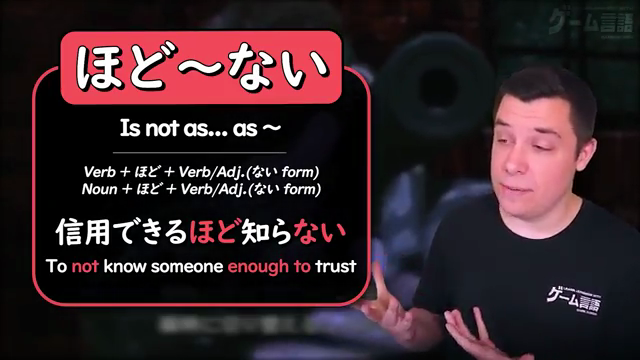 ほど〜ない
Is not as... as ~
Verb + ほど + Verb/Adj.(ない form)
Noun + ほど + Verb/Adj.(ない form)
信用できるほど知らない
To not know someone enough to trust
ゲーム言語
ゲーム言語